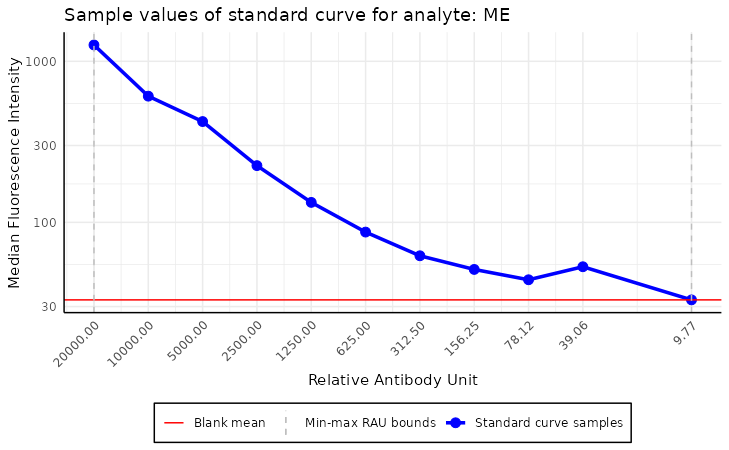 Sample values of standard curve for analyte: ME
Median Fluorescence Intensity
1000
300
100
30
20000.00
10000.00
5000.00
2500.00
1250.00
625.00
312.50
156.25
78.12
39.06
9.77
Relative Antibody Unit
Blank mean
Min-max RAU bounds
Standard curve samples